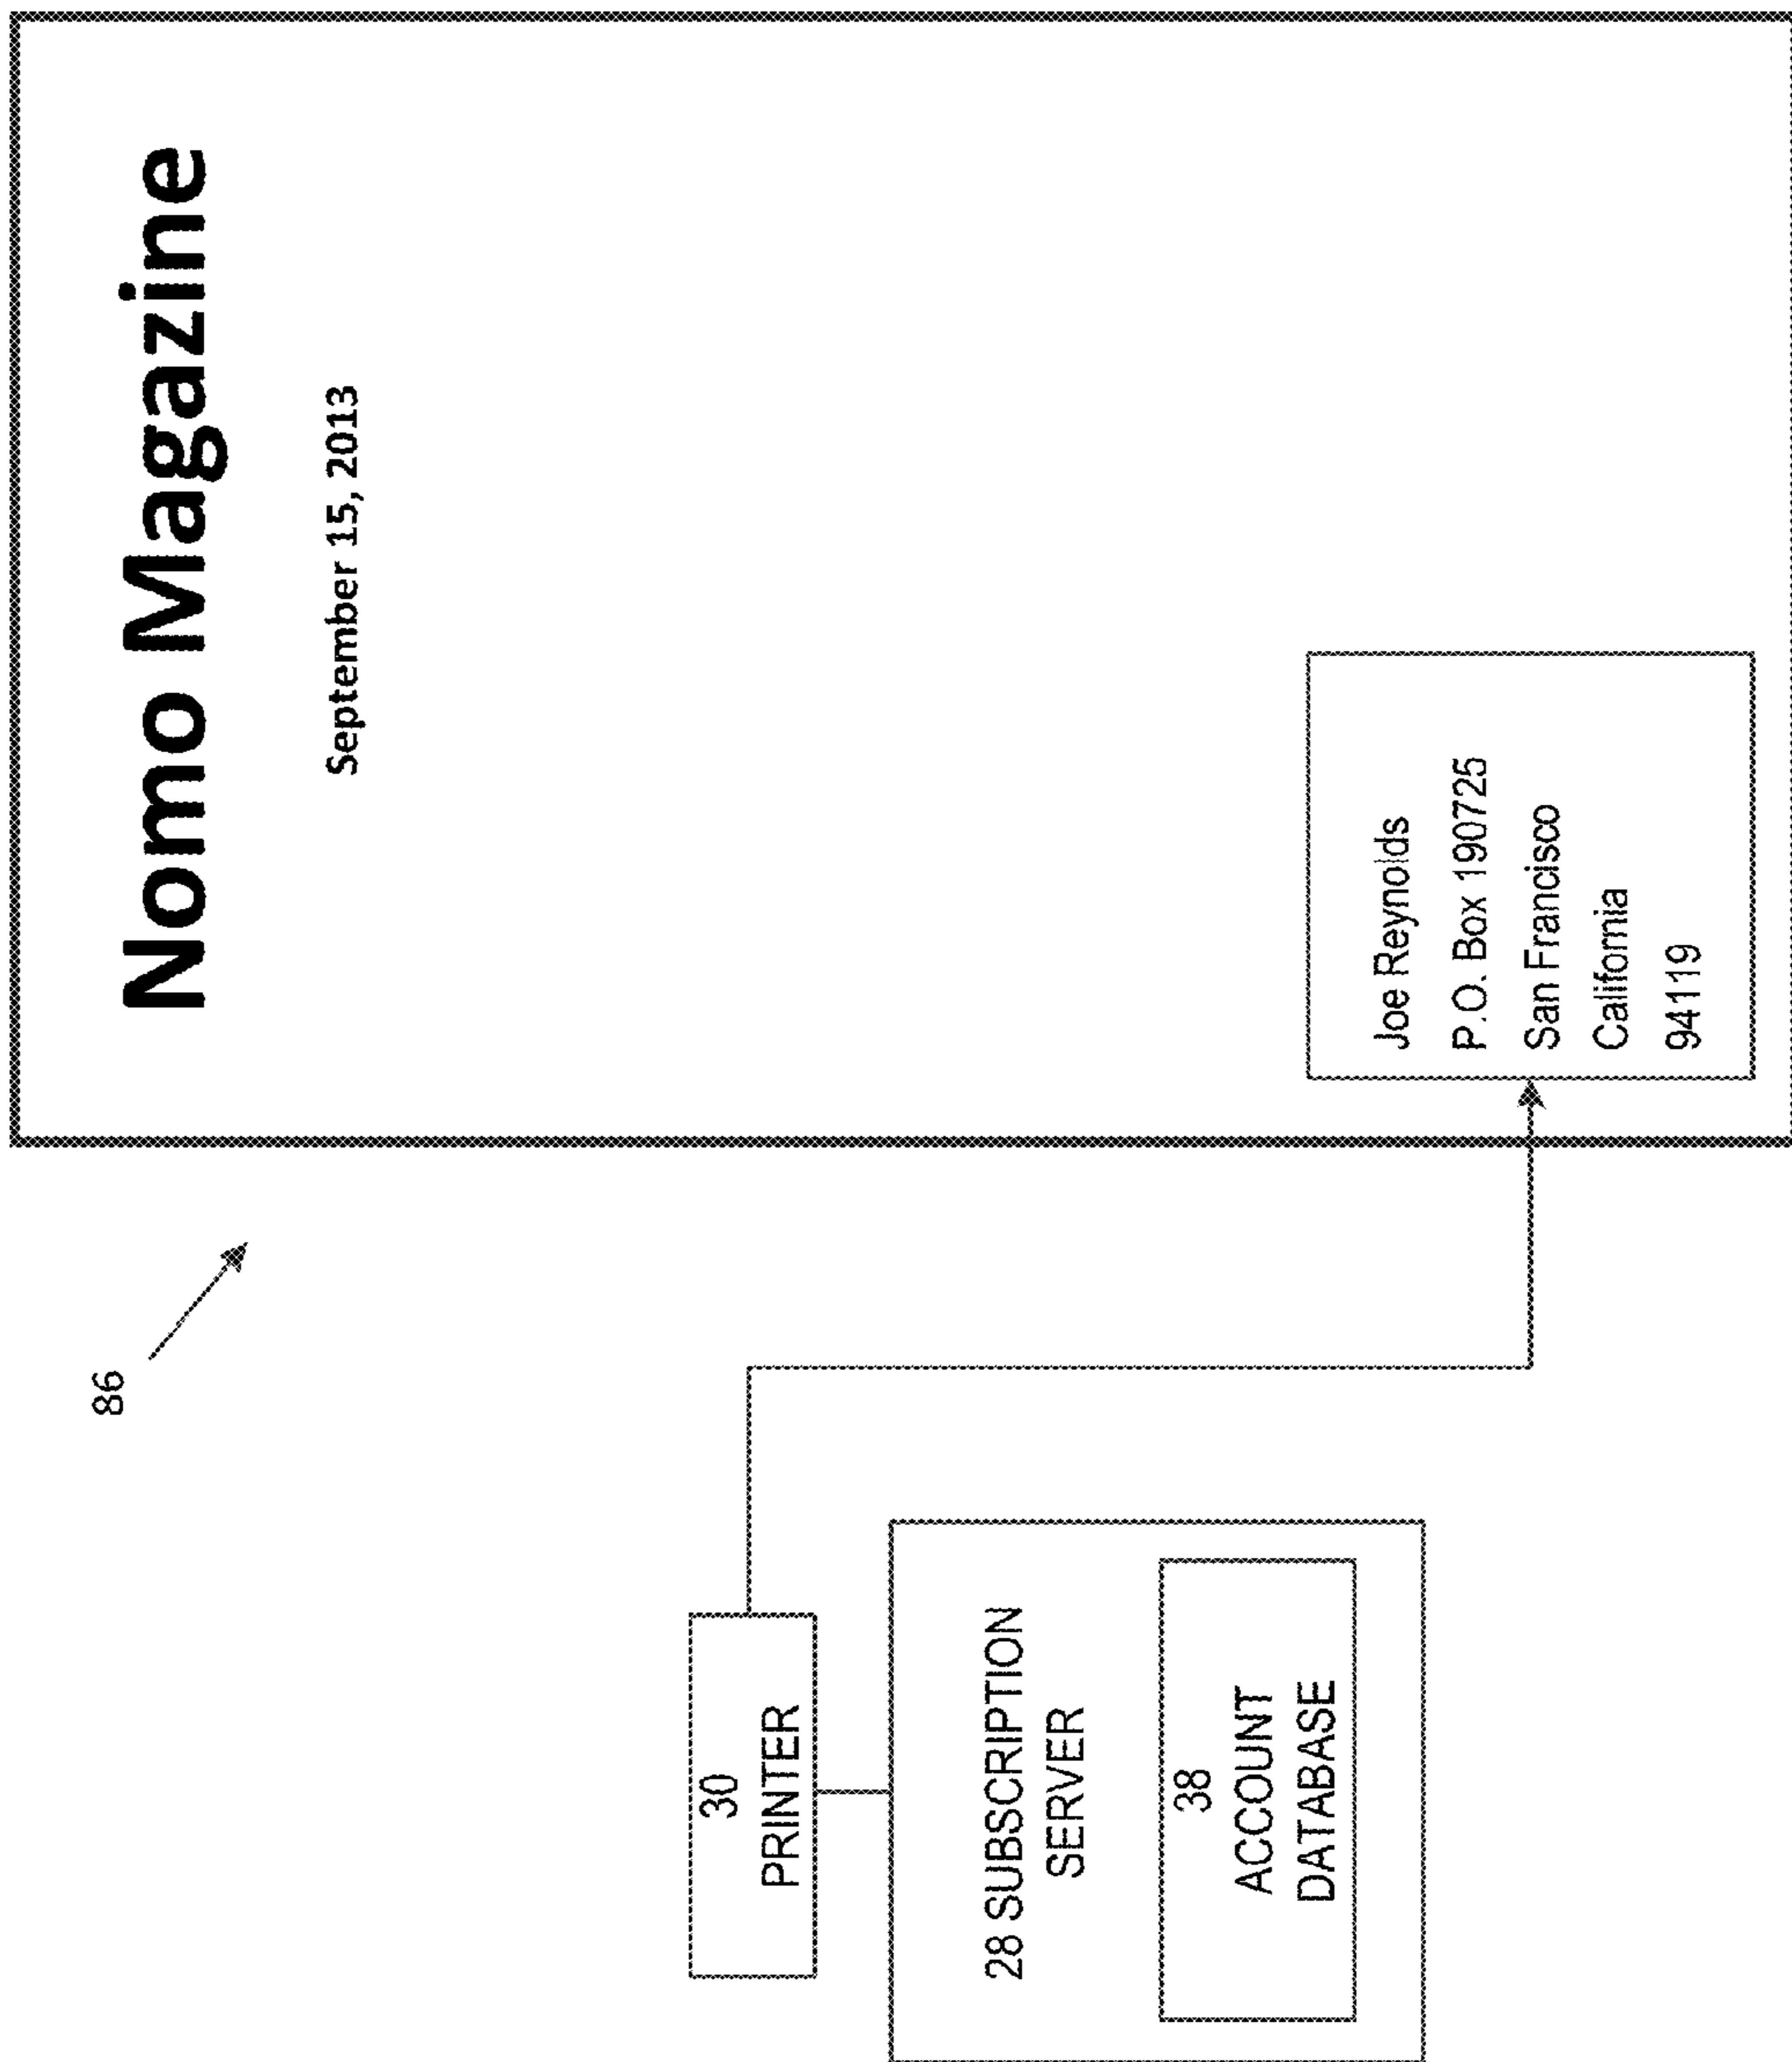 86
Nomo Magazine
September 15, 2013
30
PRINTER
28 SUBSCRIPTION
SERVER
38
ACCOUNT
DATABASE
Joe Reynolds
P.O. Box 190725
San Francisco
California
94119